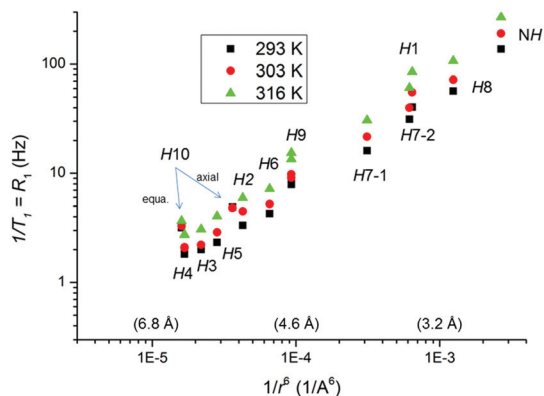 100
10
1
1/T1 = R1 (Hz)
293 K
303 K
316 K
NH
H1
H8
H7-2
H7-1
H9
H6
H2
H10
axial
equa.
H5
H3
H4
(6.8 Å)
(4.6 Å)
(3.2 Å)
1E-5
1E-4
1E-3
1/r⁶ (1/A⁶)